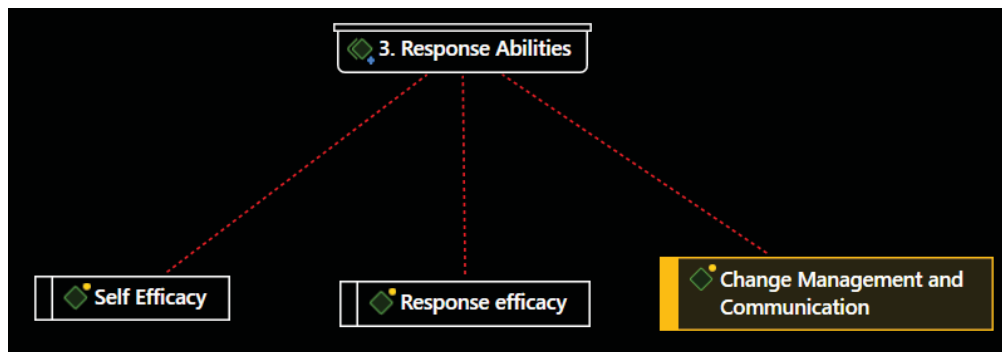 3. Response Abilities
Self Efficacy
Response efficacy
Change Management and
Communication